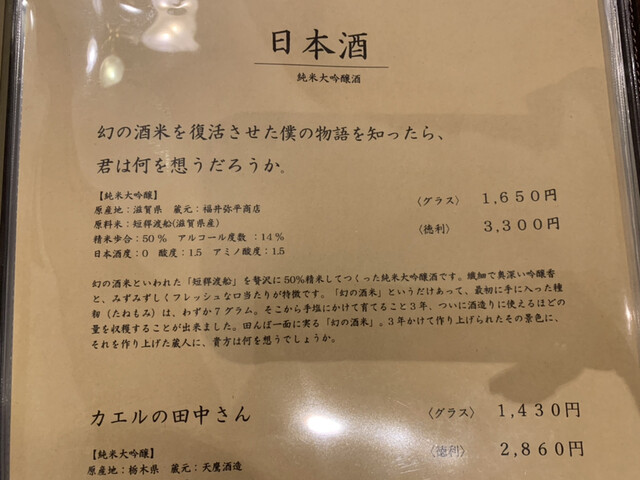 日本酒
純米大吟醸酒
幻の酒米を復活させた僕の物語を知ったら、
君は何を想うだろうか。
【純米大吟醸】
原産地：滋賀県 蔵元：福井弥平商店
原料米：短稈渡船(滋賀県産)
精米歩合：50% アルコール度数：14%
日本酒度：0 酸度：1.5 アミノ酸度：1.5
〈グラス〉 1,650円
〈徳利〉 3,300円
幻の酒米といわれた「短稈渡船」を贅沢に50%精米してつくった純米大吟醸酒です。繊細で奥深い吟醸香
と、みずみずしくフレッシュな口当たりが特徴です。「幻の酒米」というだけあって、最初に手に入った種
籾（たねもみ）は、わずか７グラム。そこから手塩にかけて育てること３年、ついに酒造りに使えるほどの
量を収穫することが出来ました。田んぼ一面に実る「幻の酒米」。３年かけて作り上げられたその景色に、
それを作り上げた蔵人に、貴方は何を想うでしょうか。
カエルの田中さん
〈グラス〉 1,430円
〈徳利〉 2,860円
【純米大吟醸】
原産地：栃木県 蔵元：天鷹酒造